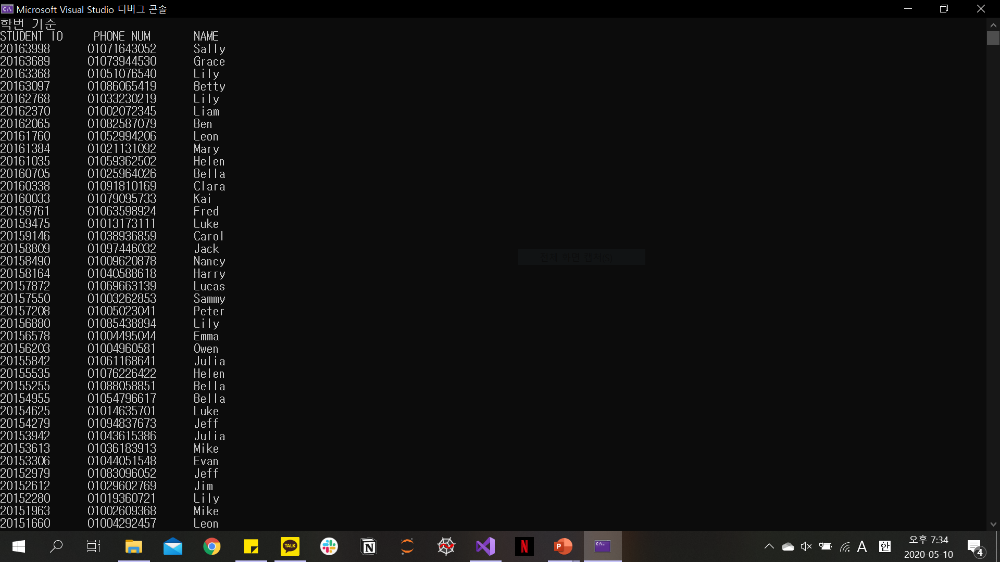 Microsoft Visual Studio 디버그 콘솔
학번 기준
STUDENT ID PHONE NUM NAME
20163998 01071643052 Sally
20163689 01073944530 Grace
20163368 01051076540 Lily
20163097 01086065419 Betty
20162768 01033230219 Lily
20162370 01002072345 Liam
20162065 01082587079 Ben
20161760 01052994206 Leon
20161384 01021131092 Mary
20161035 01059362502 Helen
20160705 01025964026 Bella
20160338 01091810169 Clara
20160033 01079095733 Kai
20159761 01063598924 Fred
20159475 01013173111 Luke
20159146 01038936859 Carol
20158809 01097446032 Jack
20158490 01009620878 Nancy
20158164 01040588618 Harry
20157872 01069663139 Lucas
20157550 01003262853 Sammy
20157208 01005023041 Peter
20156880 01085438894 Lily
20156578 01004495044 Emma
20156203 01004960581 Owen
20155842 01061168641 Julia
20155535 01076226422 Helen
20155255 01088058851 Bella
20154955 01054796617 Bella
20154625 01014635701 Luke
20154279 01094837673 Jeff
20153942 01043615386 Julia
20153613 01036183913 Mike
20153306 01044051548 Evan
20152979 01083096052 Jeff
20152612 01029602769 Jim
20152280 01019360721 Lily
20151963 01002609368 Mike
20151660 01004292457 Leon
전체 화면 캡처(S)
TALK
A 한
오후 7:34
2020-05-10
4